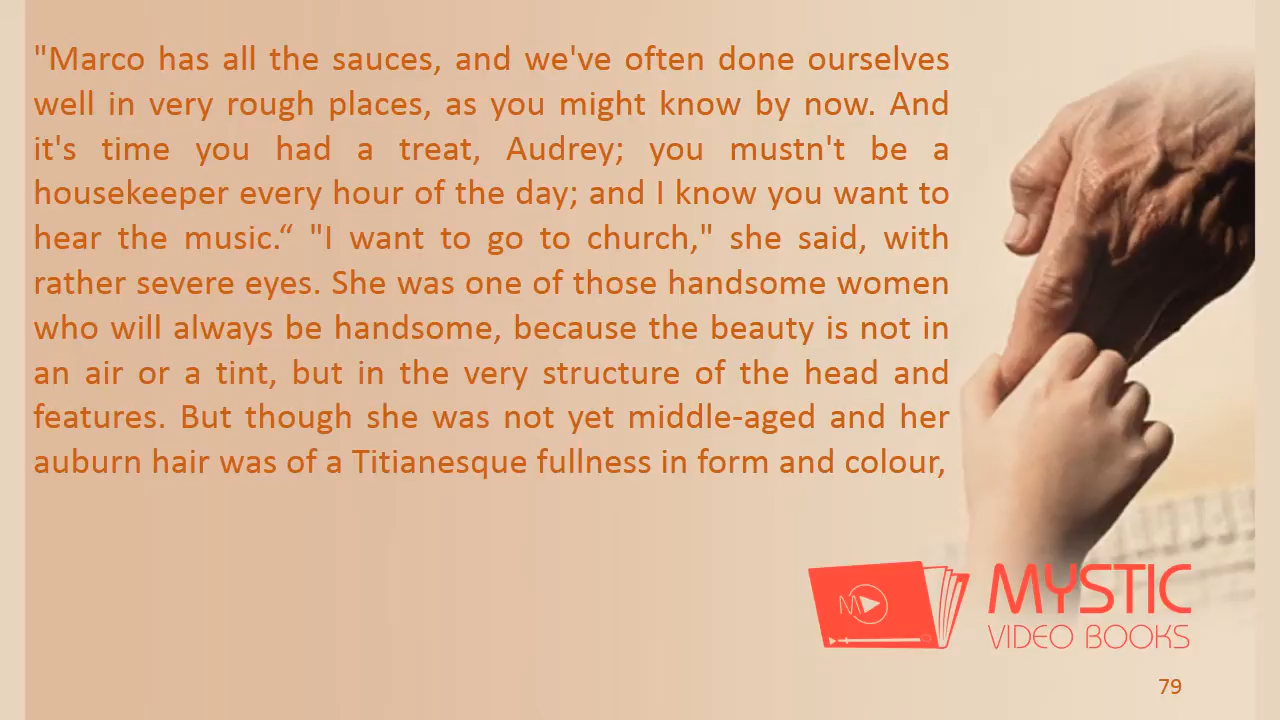 "Marco has all the sauces, and we've often done ourselves
well in very rough places, as you might know by now. And
it's time you had a treat, Audrey; you mustn't be a
housekeeper every hour of the day; and I know you want to
hear the music.“ "I want to go to church," she said, with
rather severe eyes. She was one of those handsome women
who will always be handsome, because the beauty is not in
an air or a tint, but in the very structure of the head and
features. But though she was not yet middle-aged and her
auburn hair was of a Titianesque fullness in form and colour,
M
MYSTIC
VIDEO BOOKS
79